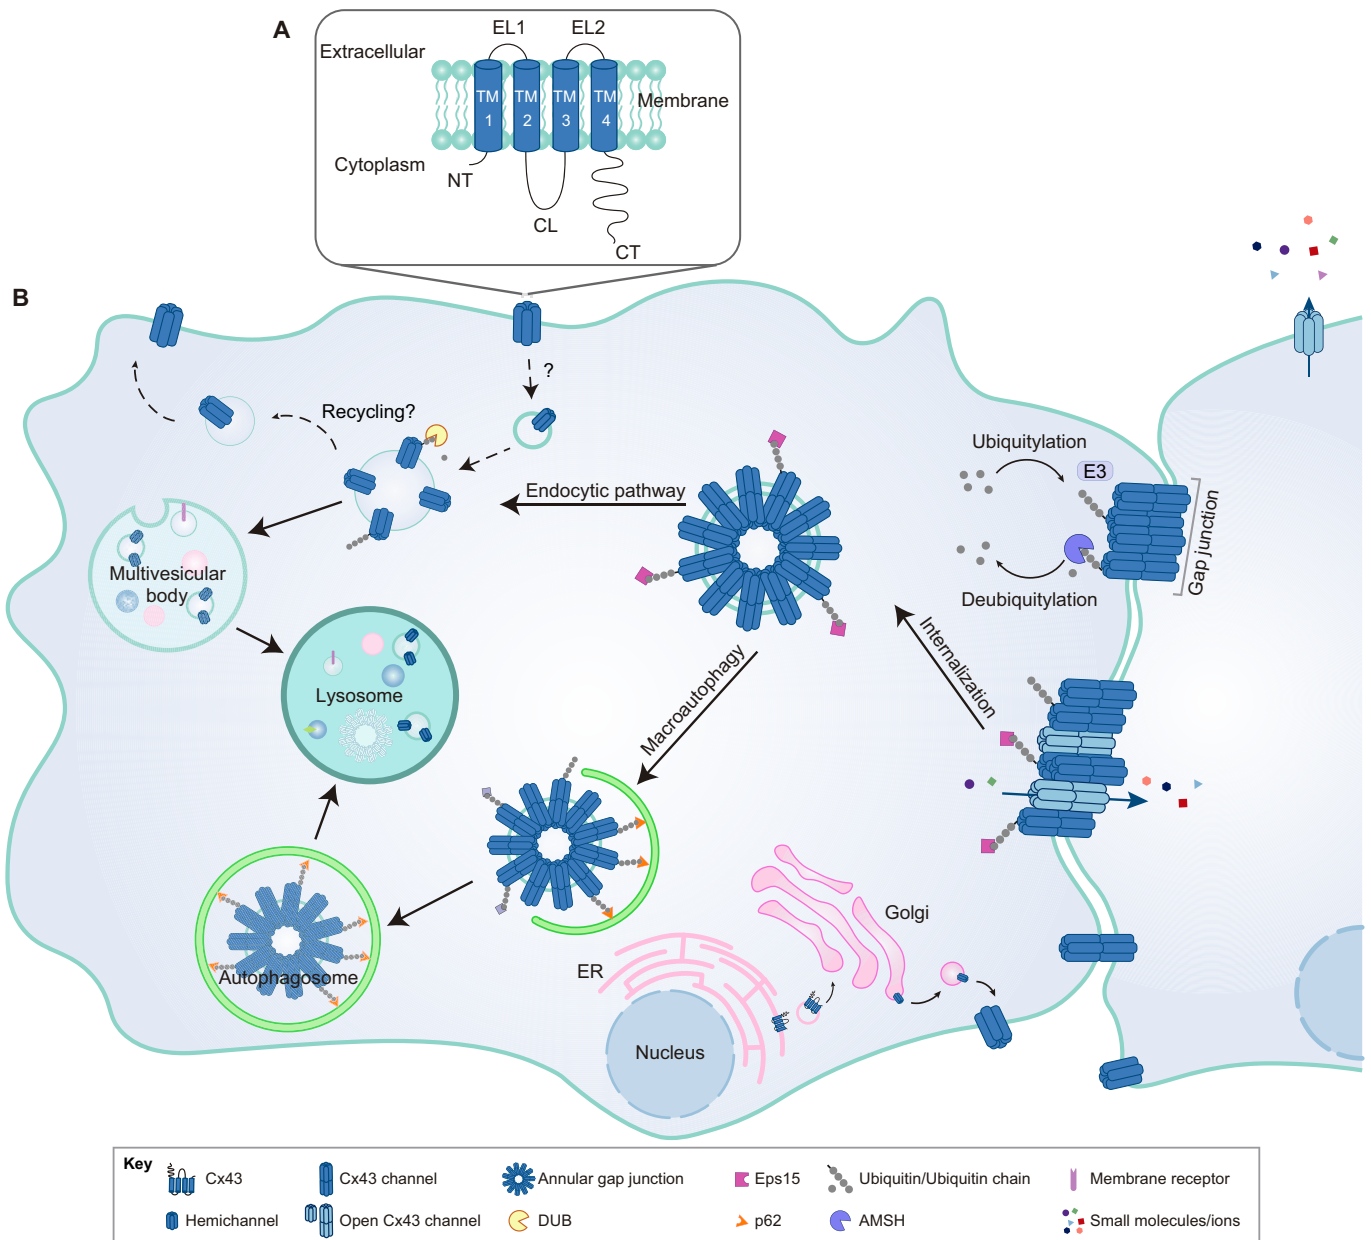 A
EL1
EL2
Extracellular
TM
1
TM
2
TM
3
TM
4
Membrane
Cytoplasm
NT
CL
CT
B
?
Recycling?
Endocytic pathway
Ubiquitylation
E3
Gap junction
Deubiquitylation
Multivesicular
body
Lysosome
Internalization
Macroautophagy
Autophagosome
Golgi
ER
Nucleus
Key
Cx43
Cx43 channel
Annular gap junction
Eps15
Ubiquitin/Ubiquitin chain
Membrane receptor
Hemichannel
Open Cx43 channel
DUB
p62
AMSH
Small molecules/ions